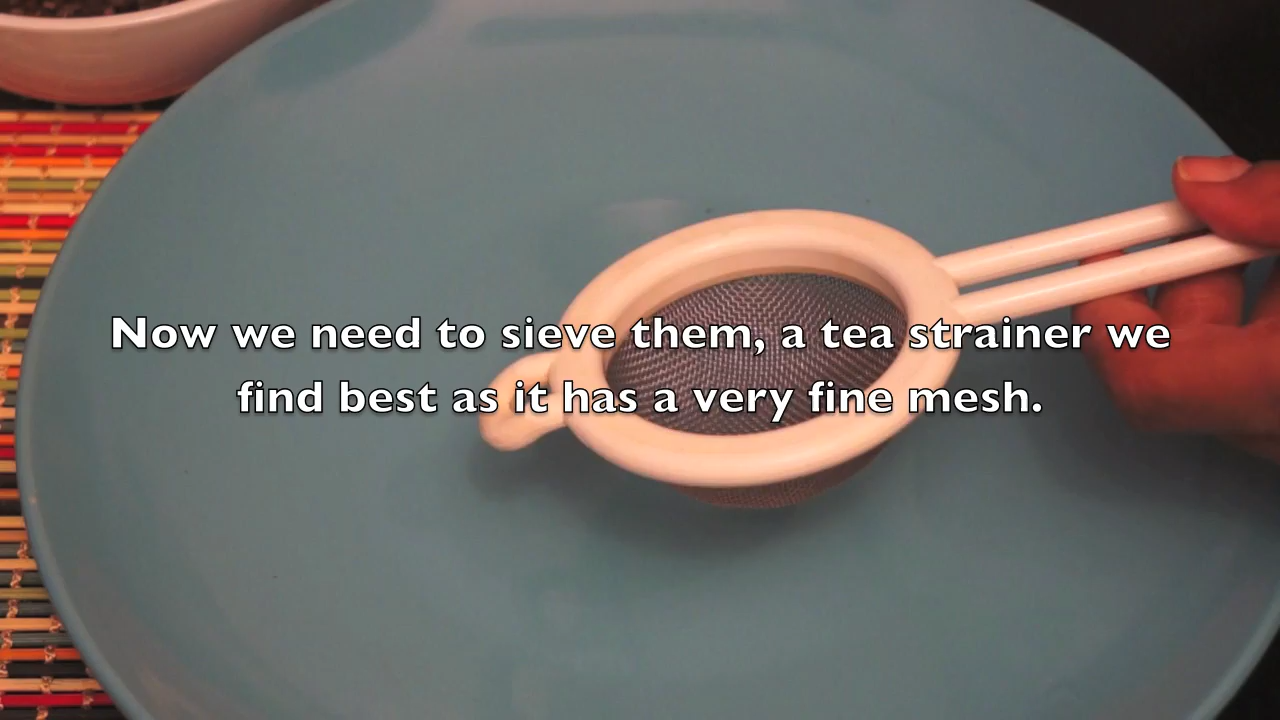 Now we need to sieve them, a tea strainer we
find best as it has a very fine mesh.